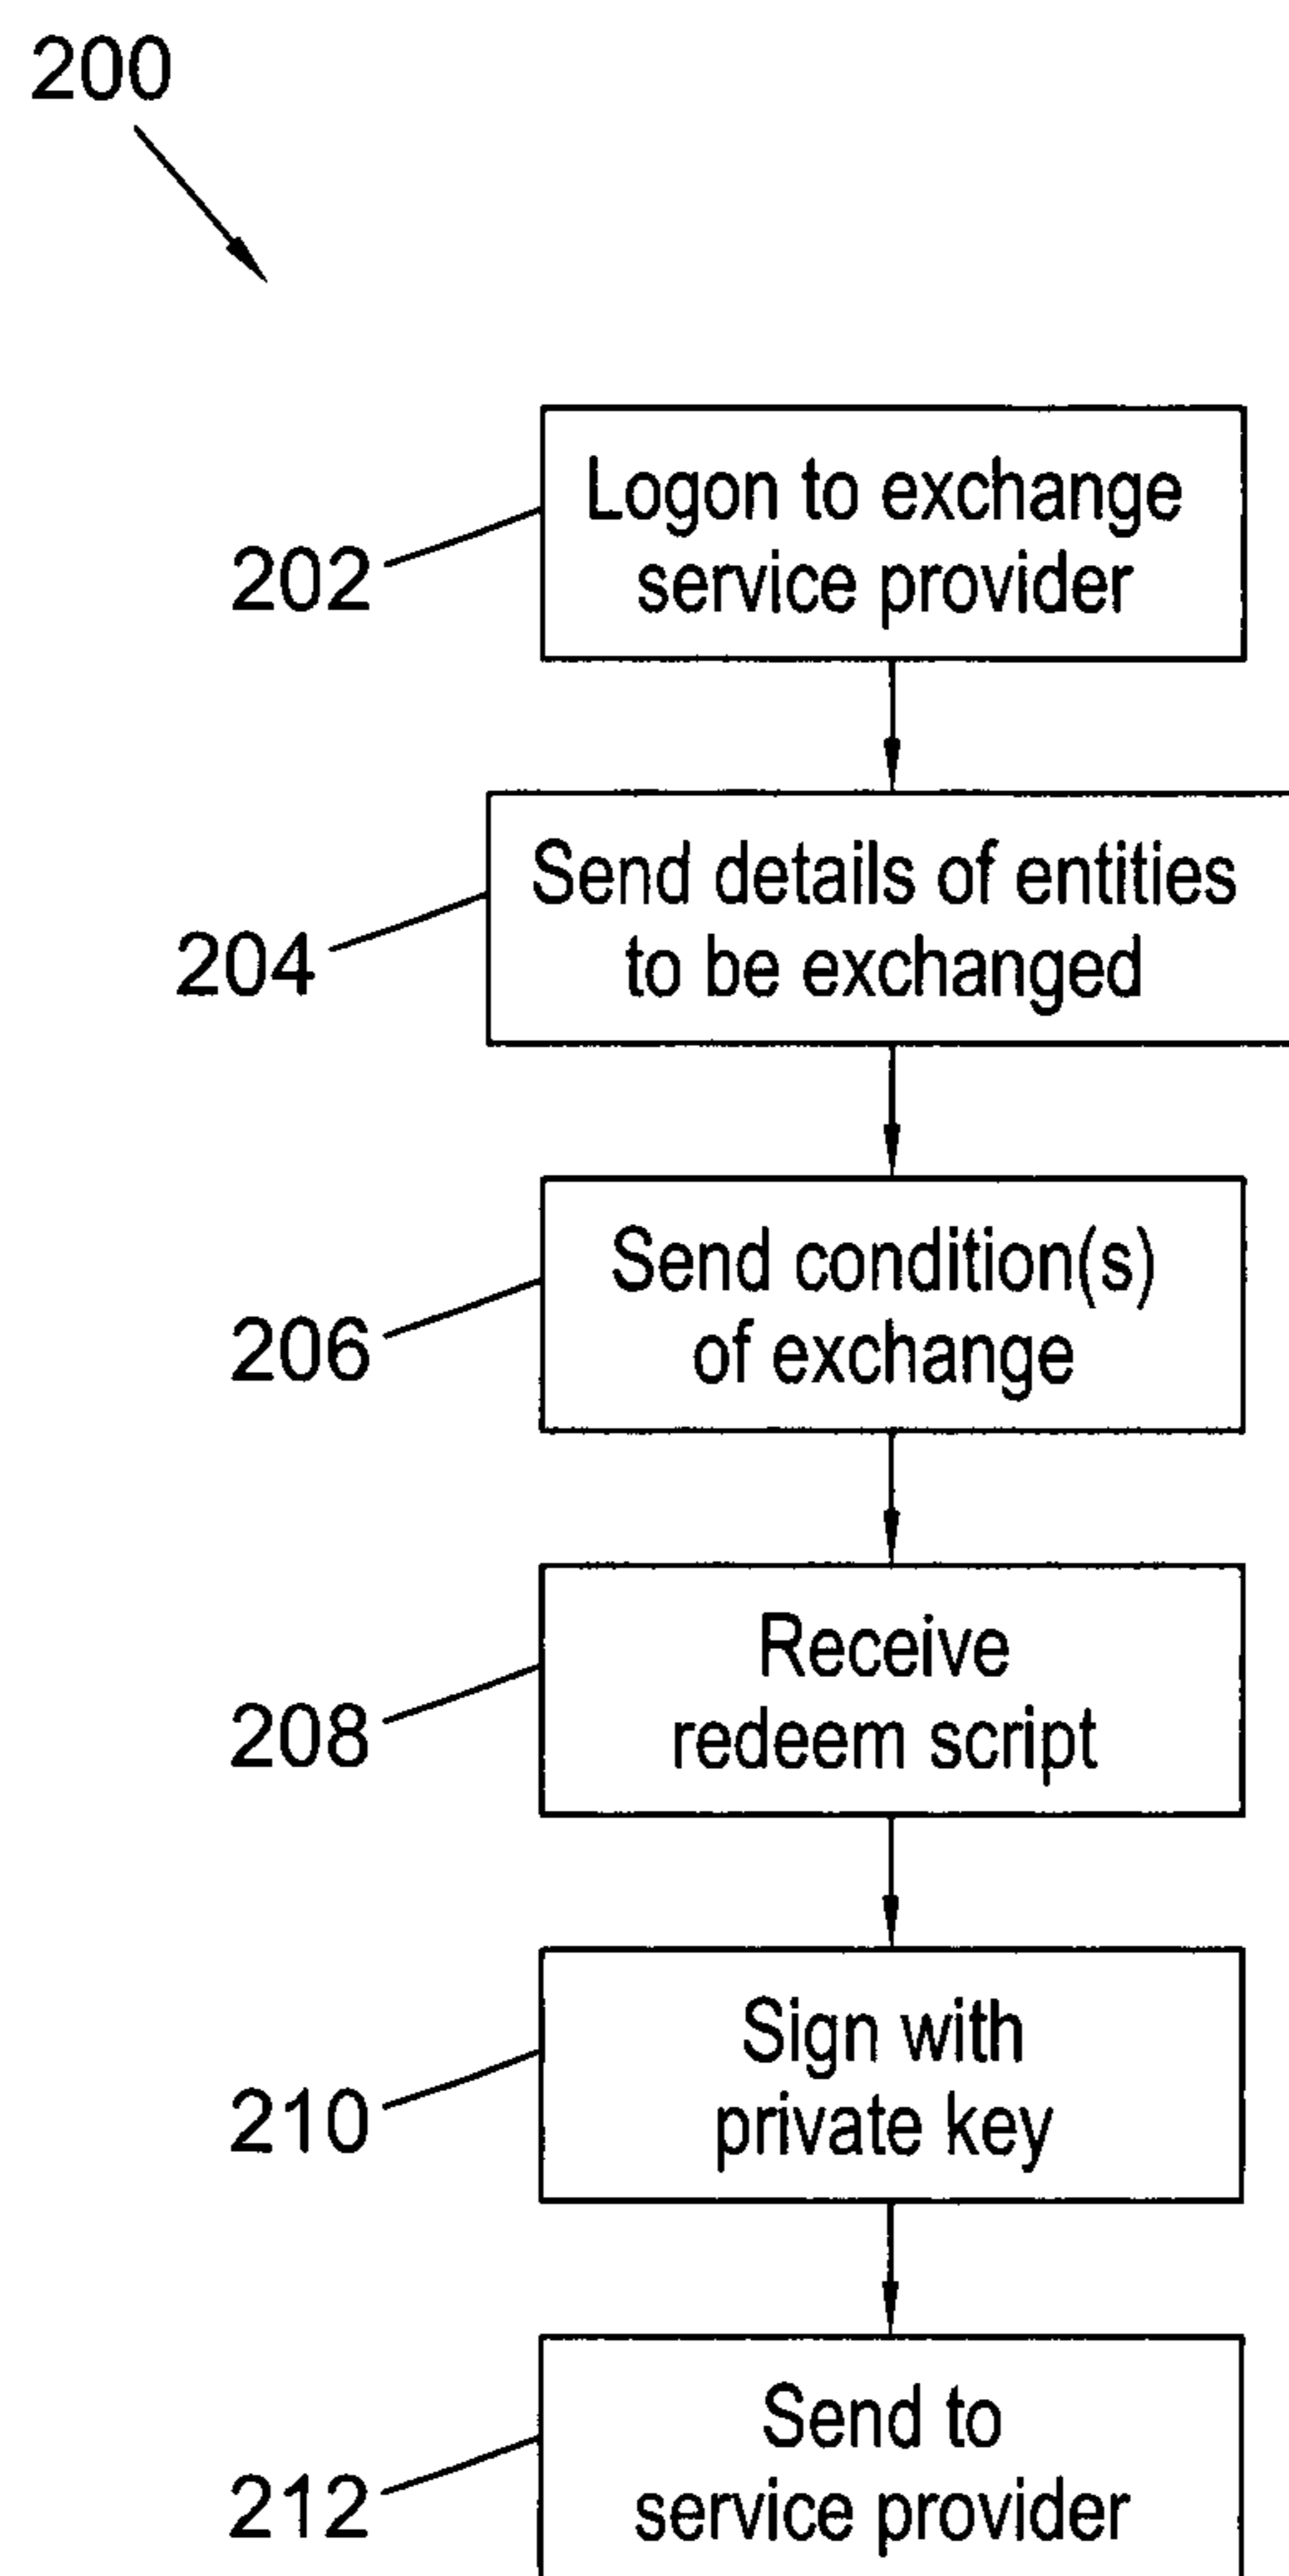 200
Logon to exchange
service provider
202
Send details of entities
to be exchanged
204
Send condition(s)
of exchange
206
Receive
redeem script
208
Sign with
private key
210
Send to
service provider
212